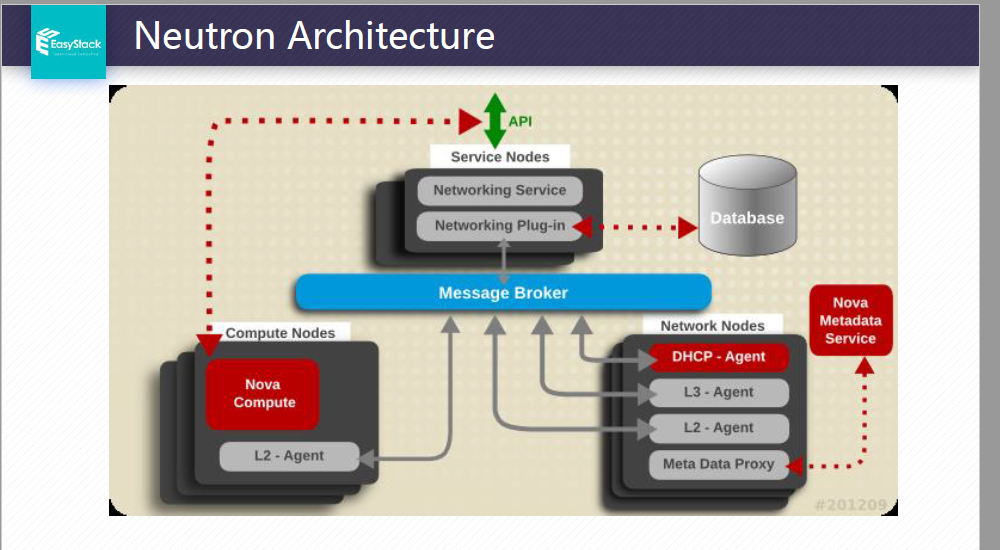 EasyStack
Neutron Architecture
API
Service Nodes
Networking Service
Networking Plug-in
Database
Message Broker
Nova
Metadata
Service
Compute Nodes
Nova
Compute
L2 - Agent
Network Nodes
DHCP - Agent
L3 - Agent
L2 - Agent
Meta Data Proxy
#201209